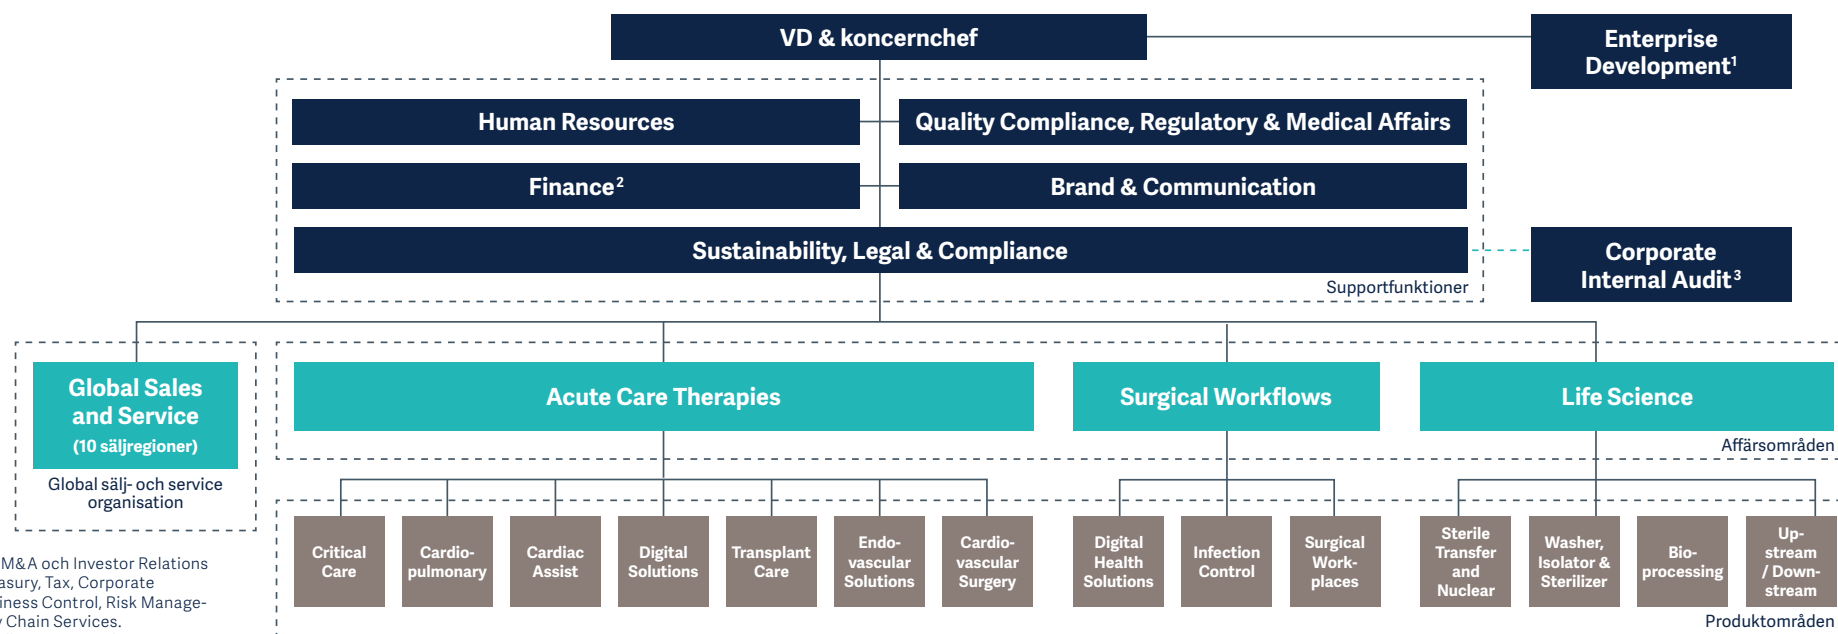 VD & koncernchef
Enterprise
Development¹
Human Resources
Quality Compliance, Regulatory & Medical Affairs
Finance²
Brand & Communication
Sustainability, Legal & Compliance
Corporate
Internal Audit³
Supportfunktioner
Global Sales
and Service
(10 säljregioner)
Acute Care Therapies
Surgical Workflows
Life Science
Affärsområden
Global sälj- och service
organisation
Critical
Care
Cardio-
pulmonary
Cardiac
Assist
Digital
Solutions
Transplant
Care
Endo-
vascular
Solutions
Cardio-
vascular
Surgery
Digital
Health
Solutions
Infection
Control
Surgical
Work-
places
Sterile
Transfer
and
Nuclear
Washer,
Isolator &
Sterilizer
Bio-
processing
Up-
stream
/ Down-
stream
Produktområden
M&A och Investor Relations
Tax, Corporate
Control, Risk Manage-
Chain Services.